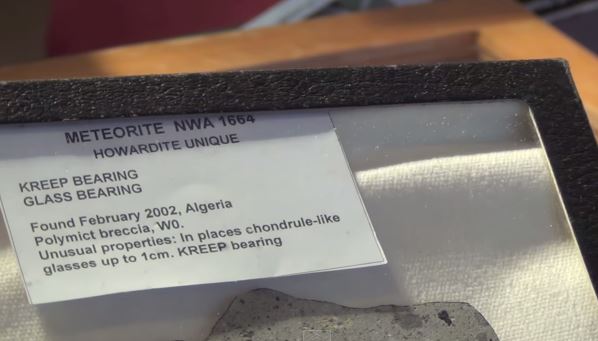 METEORITE NWA 1664
HOWARDITE UNIQUE
KREEP BEARING
GLASS BEARING
Found February 2002, Algeria
Polymict breccia, W0.
Unusual properties: In places chondrule-like
glasses up to 1cm. KREEP bearing